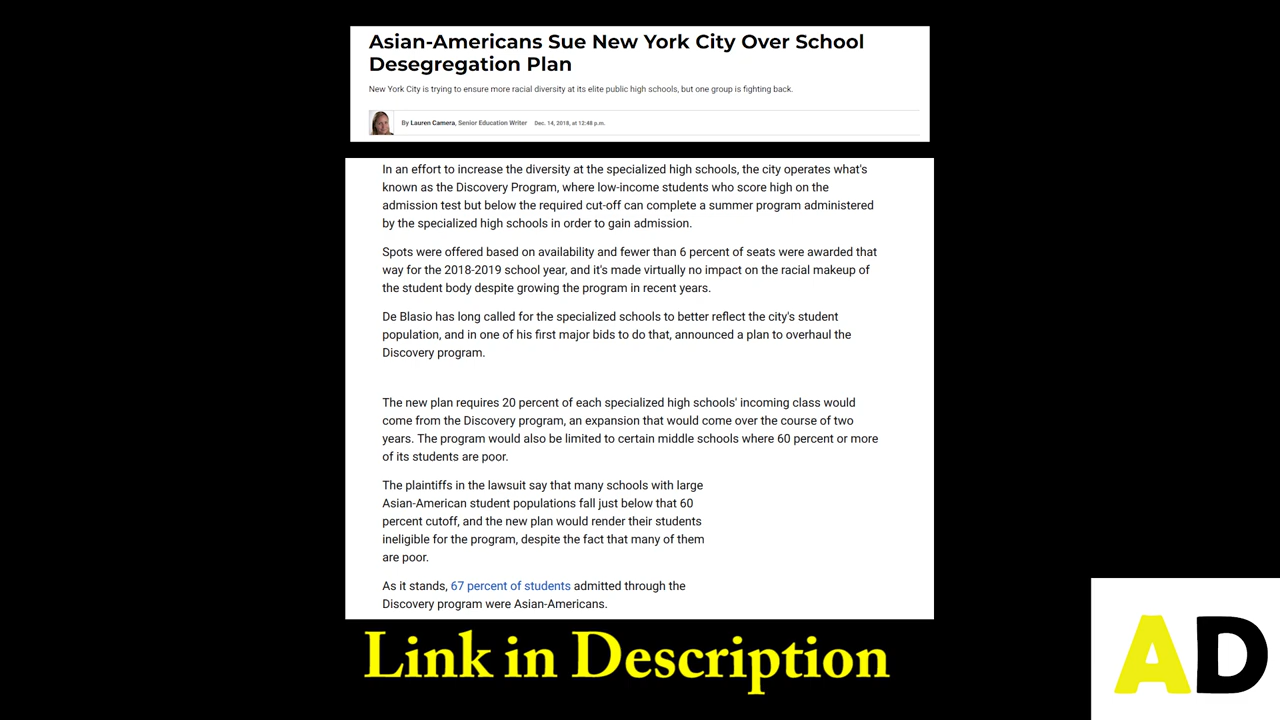 Asian-Americans Sue New York City Over School
Desegregation Plan
New York City is trying to ensure more racial diversity at its elite public high schools, but one group is fighting back.
By Lauren Camera, Senior Education Writer Dec. 14, 2018, at 12:48 p.m.
In an effort to increase the diversity at the specialized high schools, the city operates what's
known as the Discovery Program, where low-income students who score high on the
admission test but below the required cut-off can complete a summer program administered
by the specialized high schools in order to gain admission.
Spots were offered based on availability and fewer than 6 percent of seats were awarded that
way for the 2018-2019 school year, and it's made virtually no impact on the racial makeup of
the student body despite growing the program in recent years.
De Blasio has long called for the specialized schools to better reflect the city's student
population, and in one of his first major bids to do that, announced a plan to overhaul the
Discovery program.
The new plan requires 20 percent of each specialized high schools' incoming class would
come from the Discovery program, an expansion that would come over the course of two
years. The program would also be limited to certain middle schools where 60 percent or more
of its students are poor.
The plaintiffs in the lawsuit say that many schools with large
Asian-American student populations fall just below that 60
percent cutoff, and the new plan would render their students
ineligible for the program, despite the fact that many of them
are poor.
As it stands, 67 percent of students admitted through the
Discovery program were Asian-Americans.
Link in Description
AD